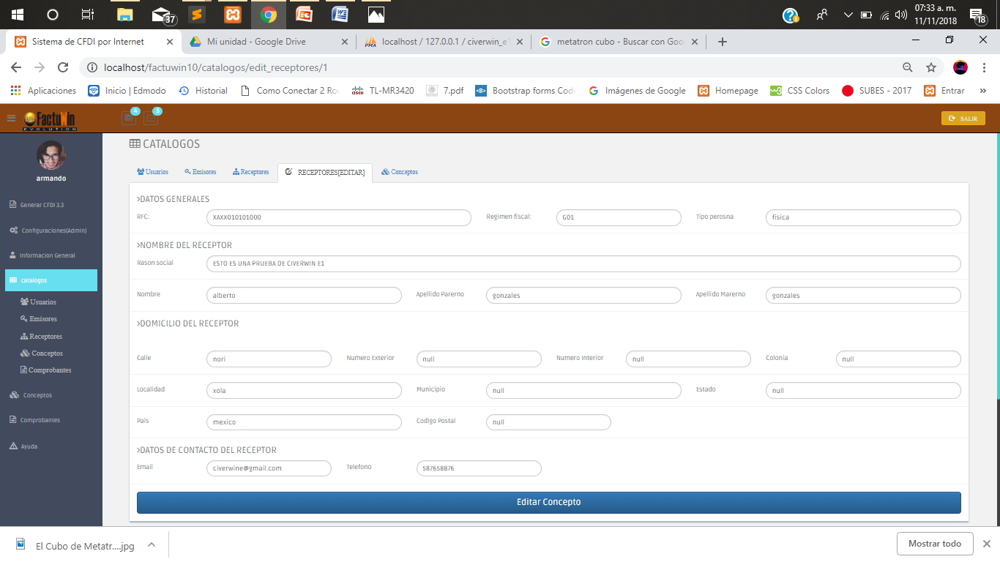 37
07:33 a. m.
11/11/2018
18
Sistema de CFDI por Internet
Mi unidad - Google Drive
localhost / 127.0.0.1 / civerwin_e1
metatron cubo - Buscar con Goo
localhost/factuwin10/catalogos/edit_receptores/1
Aplicaciones
Inicio | Edmodo
Historial
Como Conectar 2 Rou
TL-MR3420
7.pdf
Bootstrap forms Code
Imágenes de Google
Homepage
CSS Colors
SUBES - 2017
Entrar
»
FactuWin
EVOLUTION
4
5
SALIR
armando
Generar CFDI 3.3
Configuraciones(Admin)
Informacion General
catalogos
Usuarios
Emisores
Receptores
Conceptos
Comprobantes
Conceptos
Comprobantes
Ayuda
CATALOGOS
Usuarios
Emisores
Receptores
RECEPTORES[EDITAR]
Conceptos
>DATOS GENERALES
RFC: XAXX010101000 Regimen fiscal: G01 Tipo perosna fisica
>NOMBRE DEL RECEPTOR
Rason social ESTO ES UNA PRUEBA DE CIVERWIN E1
Nombre alberto Apellido Parerno gonzales Apellido Marerno gonzales
>DOMICILIO DEL RECEPTOR
Calle nori Numero Exterior null Numero Interior null Colonia null
Localidad xola Municipio null Estado null
Pais mexico Codigo Postal null
>DATOS DE CONTACTO DEL RECEPTOR
Email civerwine@gmail.com Telefono 587658876
Editar Concepto
El Cubo de Metatr....jpg
Mostrar todo